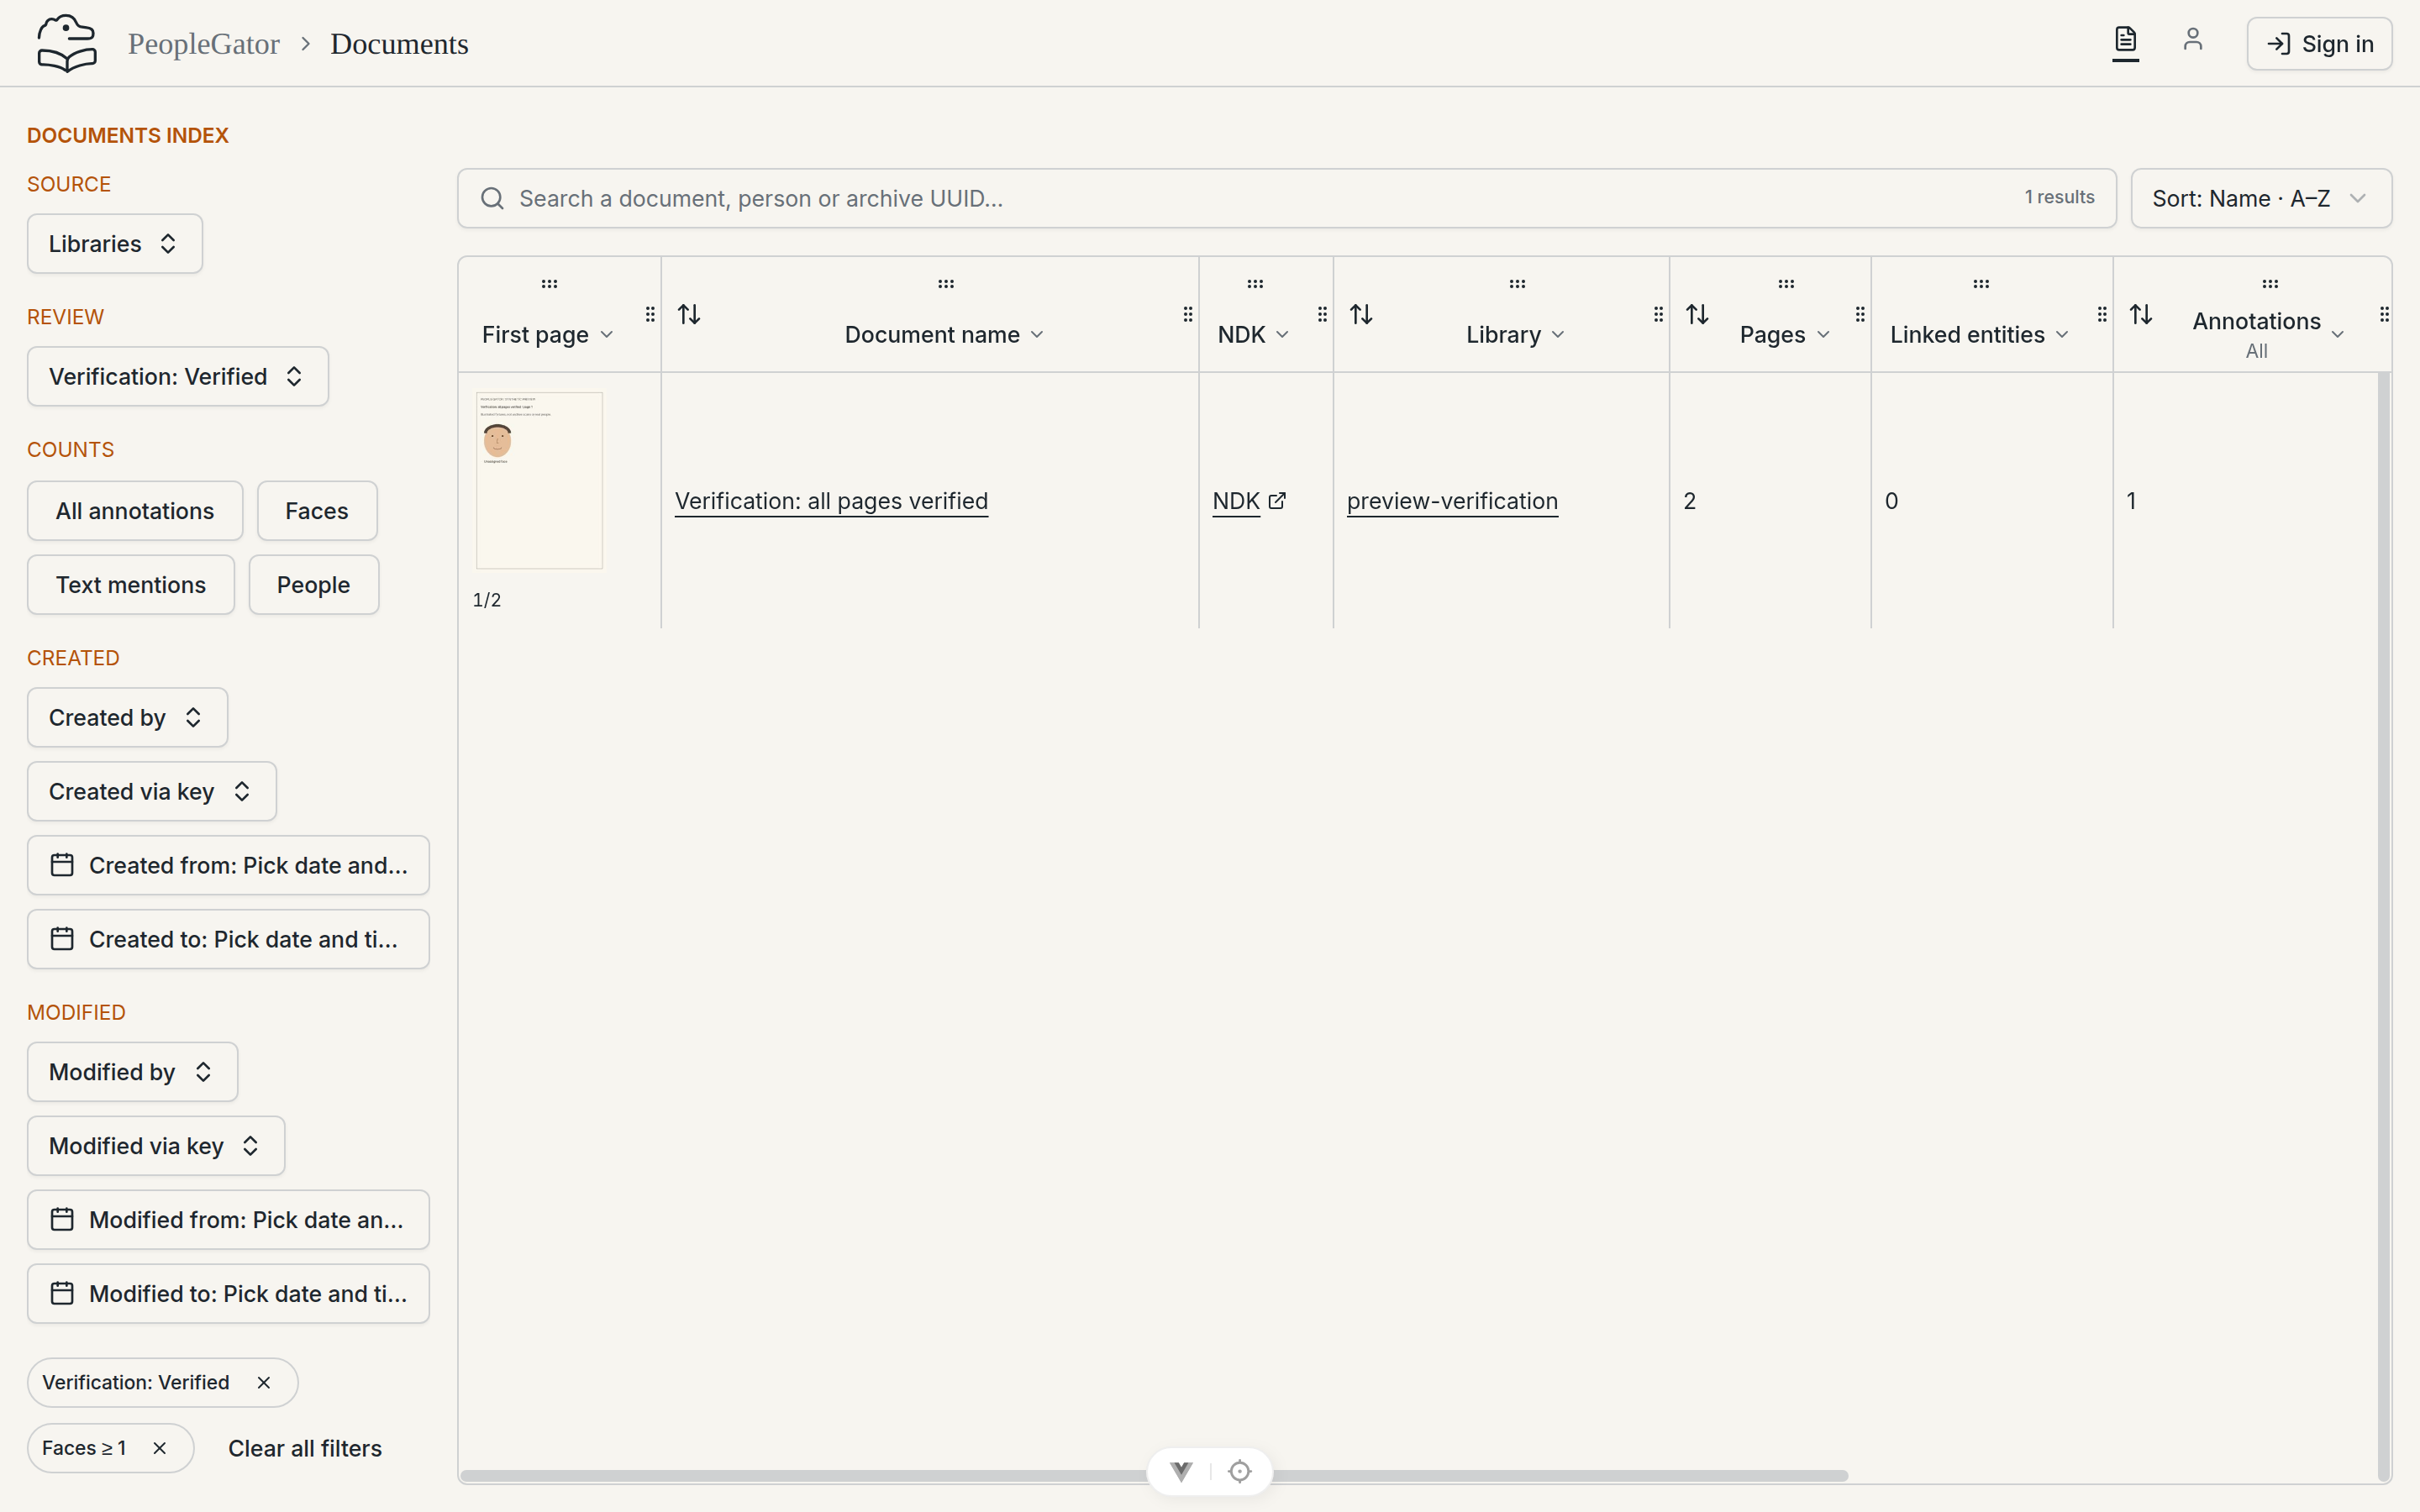 PeopleGator > Documents
Sign in
DOCUMENTS INDEX
SOURCE
Libraries
REVIEW
Verification: Verified
COUNTS
All annotations
Faces
Text mentions
People
CREATED
Created by
Created via key
Created from: Pick date and...
Created to: Pick date and ti...
MODIFIED
Modified by
Modified via key
Modified from: Pick date an...
Modified to: Pick date and ti...
Verification: Verified
Faces ≥ 1
Clear all filters
Search a document, person or archive UUID...
1 results
Sort: Name · A–Z
First page
Document name
NDK
Library
Pages
Linked entities
Annotations
All
1/2
Verification: all pages verified
NDK
preview-verification
2
0
1